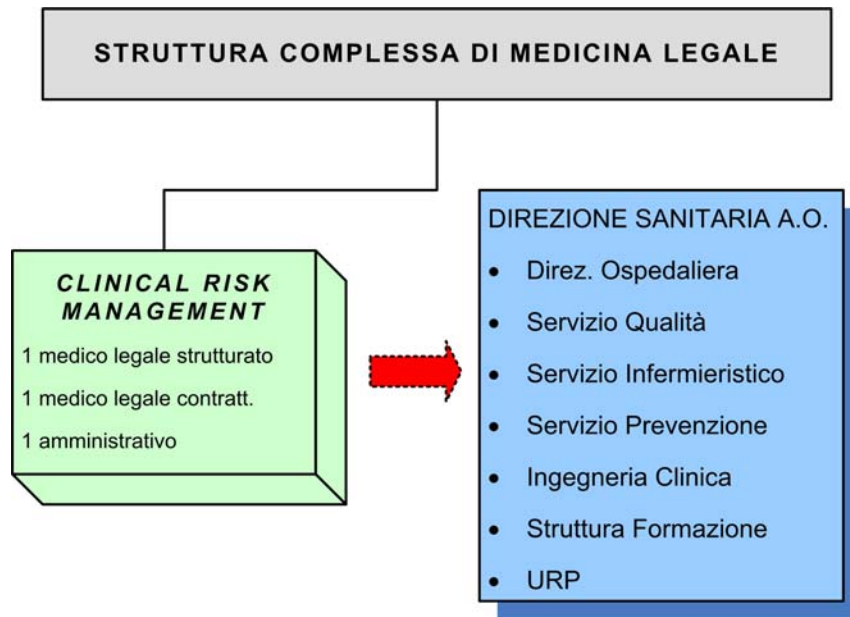 STRUTTURA COMPLESSA DI MEDICINA LEGALE
CLINICAL RISK
MANAGEMENT
1 medico legale strutturato
1 medico legale contratt.
1 amministrativo
DIREZIONE SANITARIA A.O.
• Direz. Ospedaliera
• Servizio Qualità
• Servizio Infermieristico
• Servizio Prevenzione
• Ingegneria Clinica
• Struttura Formazione
• URP